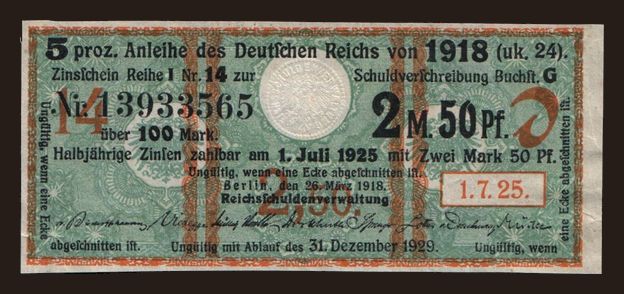 5 proz. Anleihe des Deutschen Reichs von 1918 (uk. 24).
Zinsschein Reihe I Nr. 14 zur Schuldverschreibung Buchst. G
14
Nr. 13933565
2 M. 50 Pf.
über 100 Mark.
Halbjährige Zinsen zahlbar am 1. Juli 1925 mit Zwei Mark 50 Pf.
Ungültig, wenn eine Ecke abgeschnitten ist.
Berlin, den 26. März 1918.
1.7.25.
Reichsschuldenverwaltung.
2,50.
Ungültig, wenn eine Ecke
abgeschnitten ist.
Ungültig mit Ablauf des 31. Dezember 1929.
Ungültig, wenn
eine Ecke abgeschnitten ist.